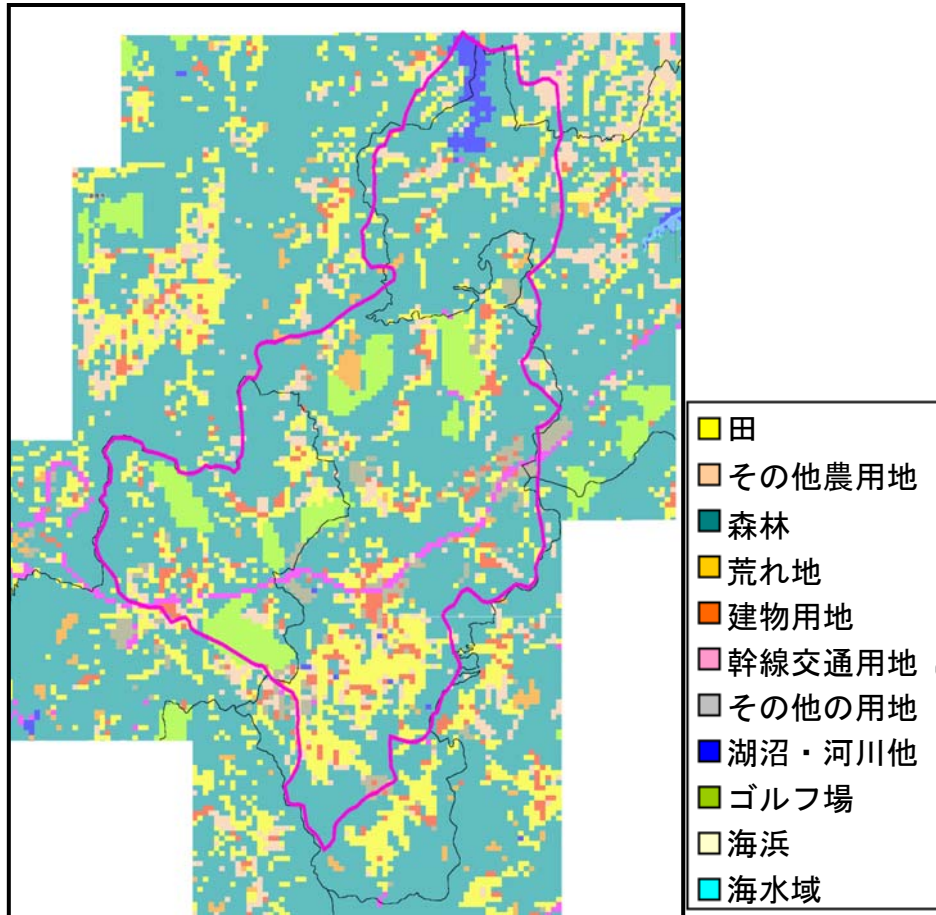 田
その他農用地
森林
荒れ地
建物用地
幹線交通用地
その他の用地
湖沼・河川他
ゴルフ場
海浜
海水域